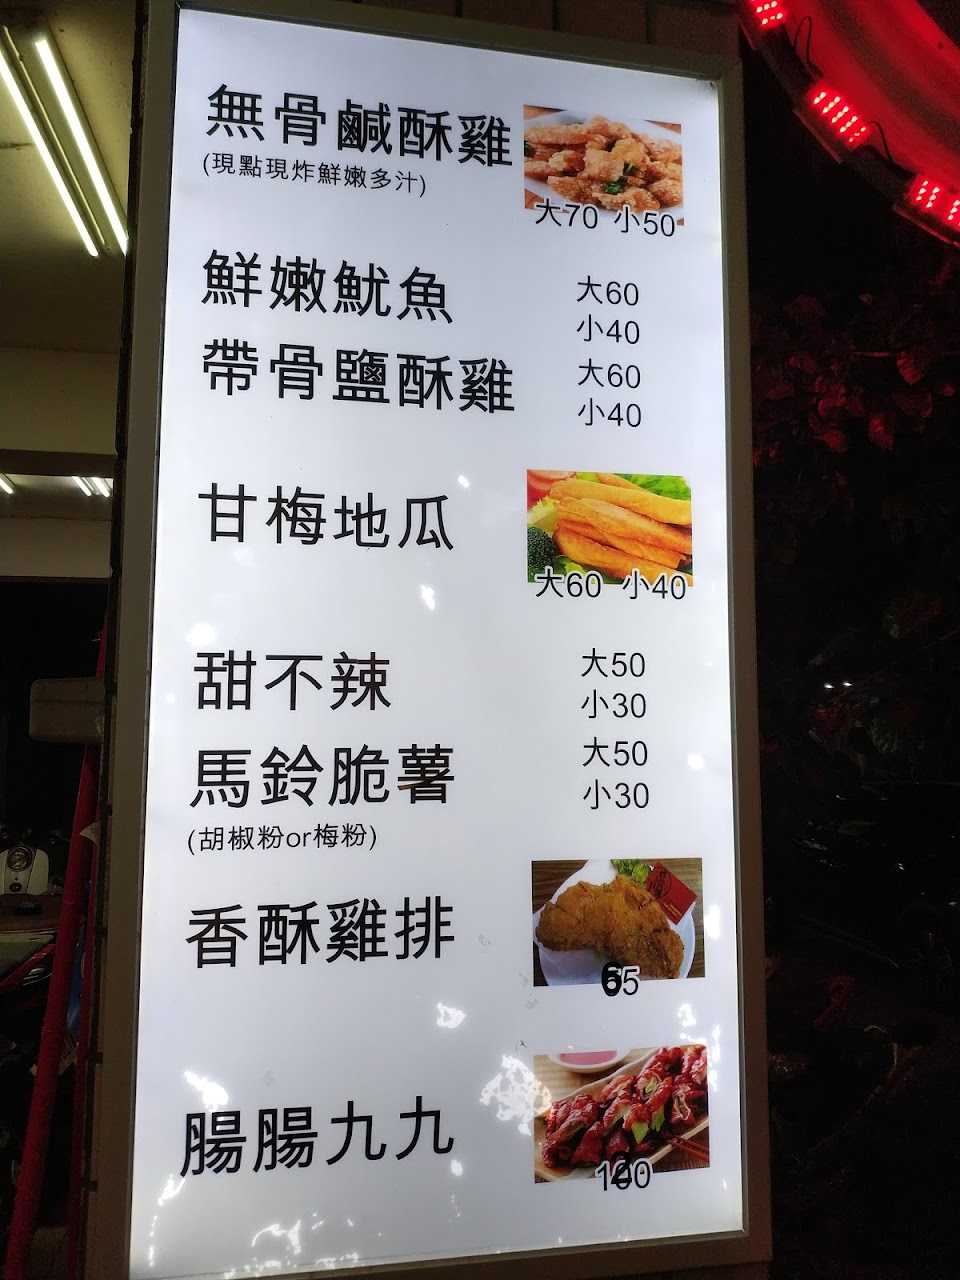 無骨鹹酥雞
(現點現炸鮮嫩多汁)
大70 小50
鮮嫩魷魚
大60
小40
帶骨鹽酥雞
大60
小40
甘梅地瓜
大60 小40
甜不辣
大50
小30
馬鈴脆薯
大50
小30
(胡椒粉or梅粉)
香酥雞排
65
腸腸九九